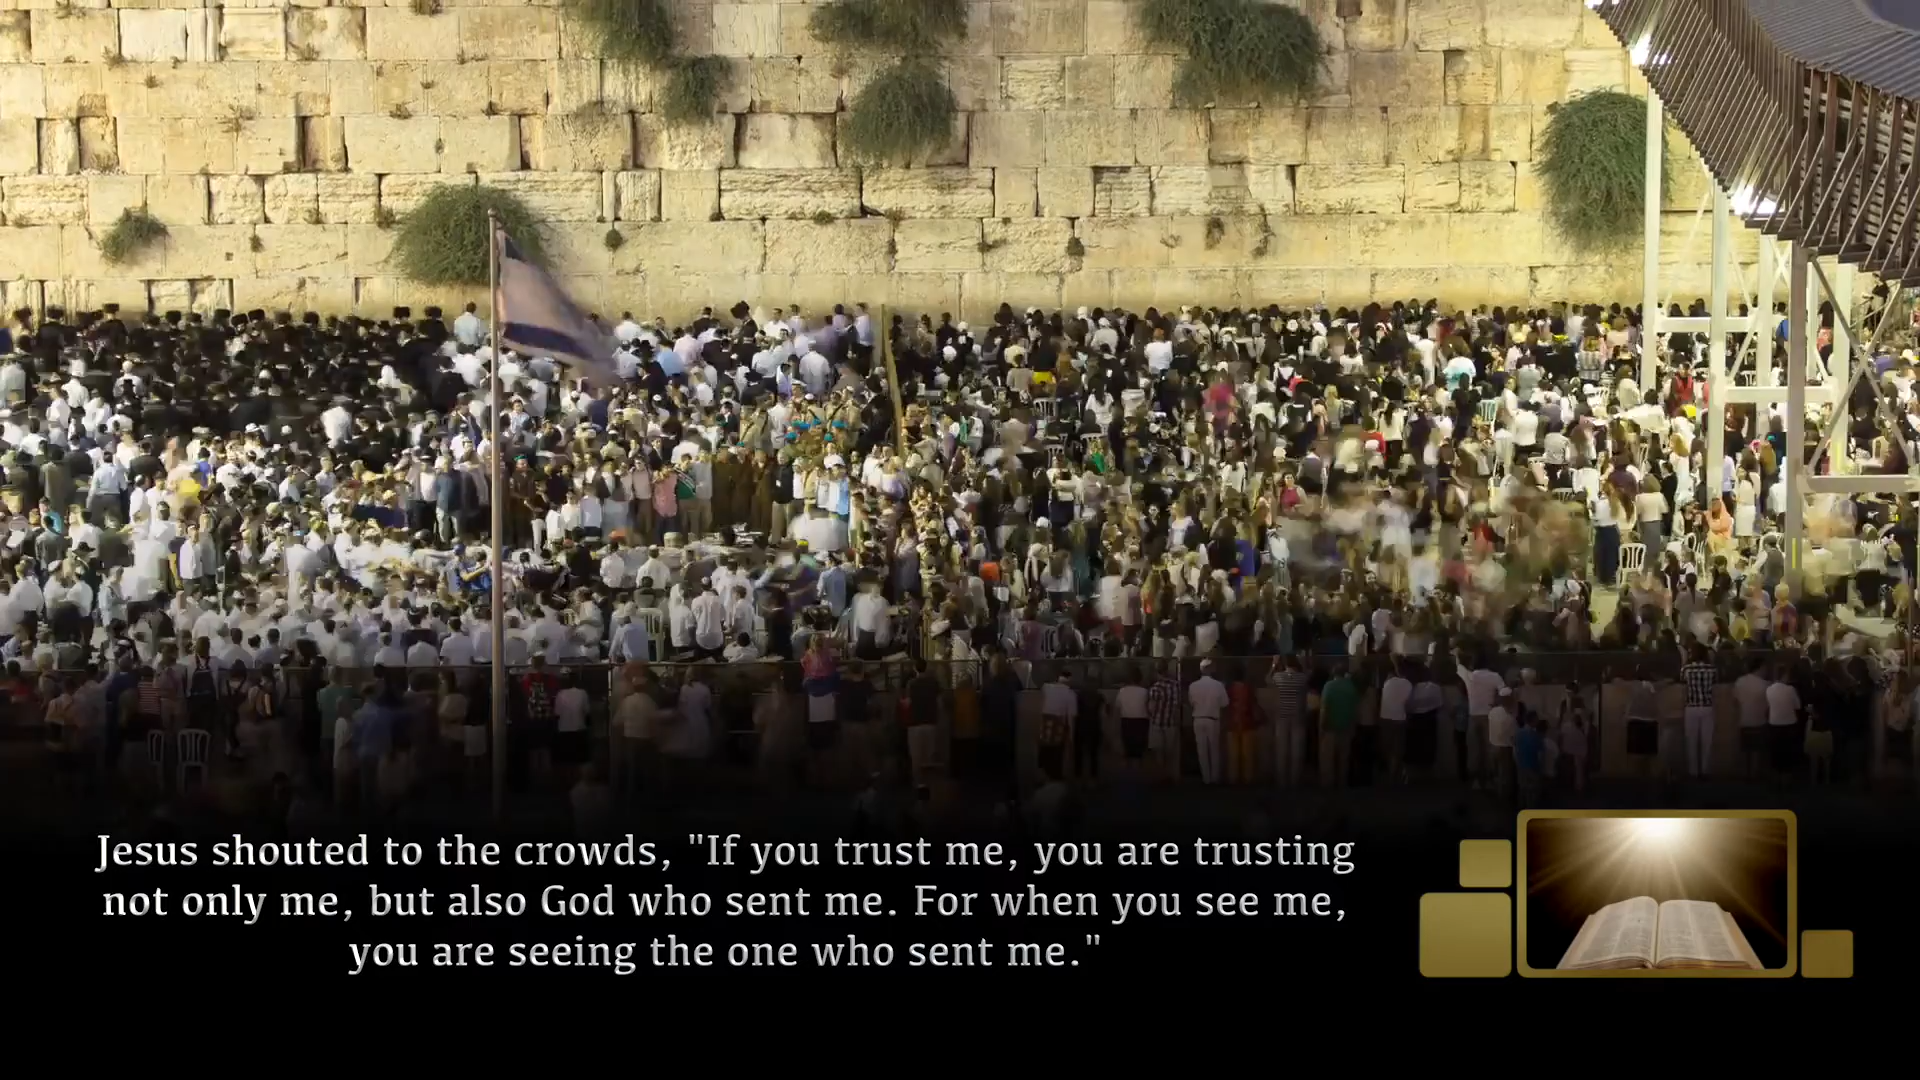 Jesus shouted to the crowds, "If you trust me, you are trusting
not only me, but also God who sent me. For when you see me,
you are seeing the one who sent me."